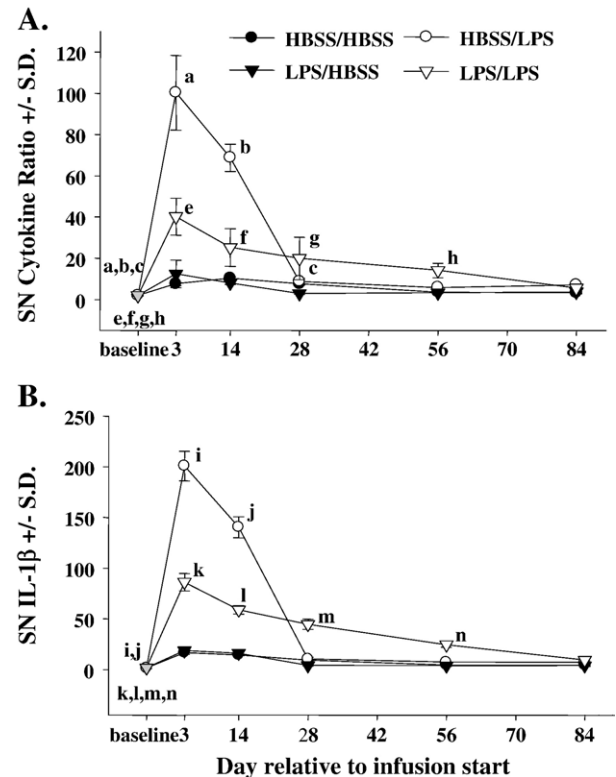 A.
HBSS/HBSS HBSS/LPS
LPS/HBSS LPS/LPS
SN Cytokine Ratio +/- S.D.
120
100
80
60
40
20
0
a
b
c
e
f
g
h
a,b,c
e,f,g,h
baseline 3 14 28 42 56 70 84
B.
SN IL-1β +/- S.D.
250
200
150
100
50
0
i
j
k
l
m
n
i,j
k,l,m,n
baseline 3 14 28 42 56 70 84
Day relative to infusion start